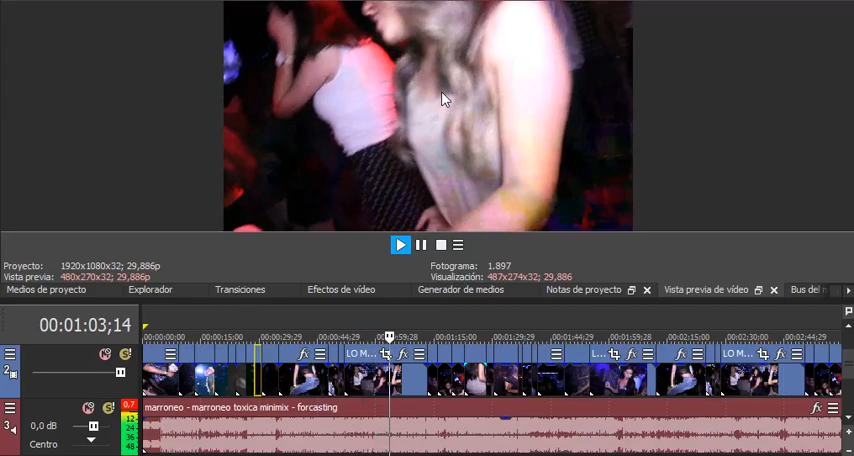 Proyecto: 1920x1080x32; 29,886p
Fotograma: 1.897
Vista previa: 480x270x32; 29,886p
Visualización: 487x274x32; 29,886
Medios de proyecto
Explorador
Transiciones
Efectos de vídeo
Generador de medios
Notas de proyecto
Vista previa de vídeo
Bus del
00:01:03;14
00:00:00:00
00:00:15:00
00:00:29:29
00:00:44:29
:00:59:28
00:01:15:00
00:01:29:29
00:01:44:29
00:01:59:28
00:02:15:00
00:02:30:00
00:02:44:29
2
LO M...
fx
L...
fx
LO M...
fx
3
0,7
marroneo - marroneo toxica minimix - forcasting
fx
0,0 dB
12
24
36
48
Centro